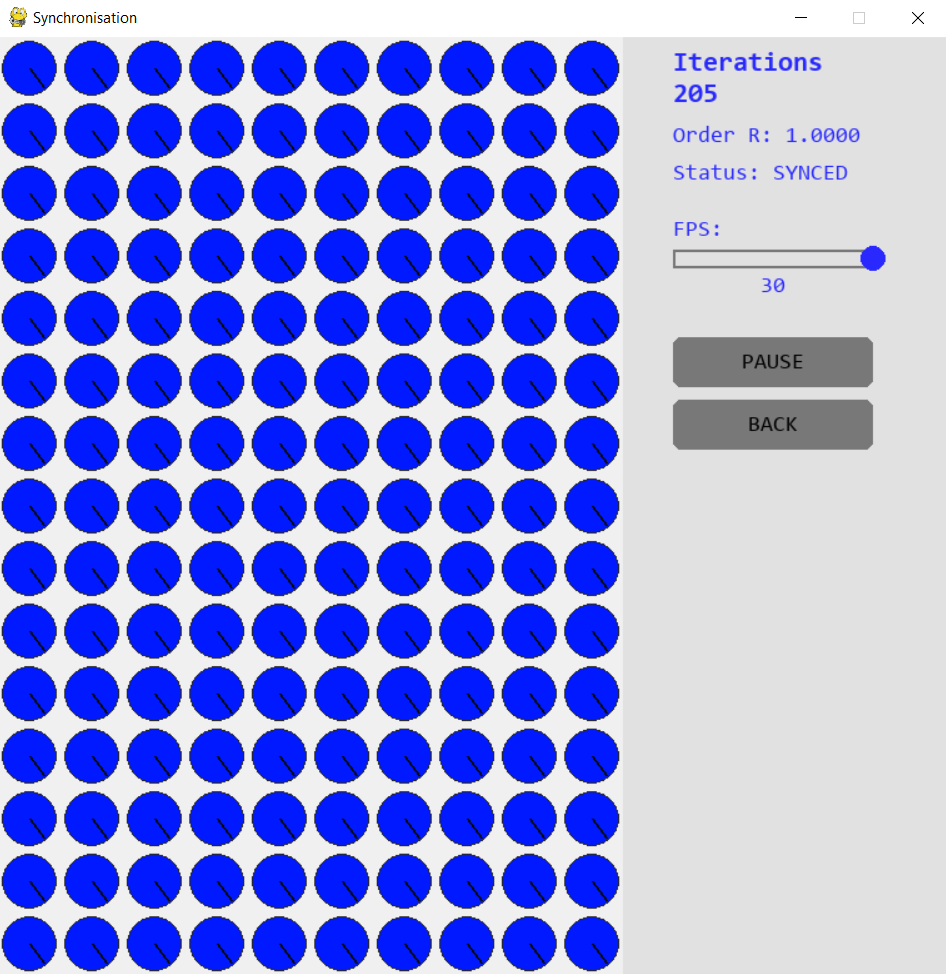 Synchronisation
Iterations
205
Order R: 1.0000
Status: SYNCED
FPS:
30
PAUSE
BACK